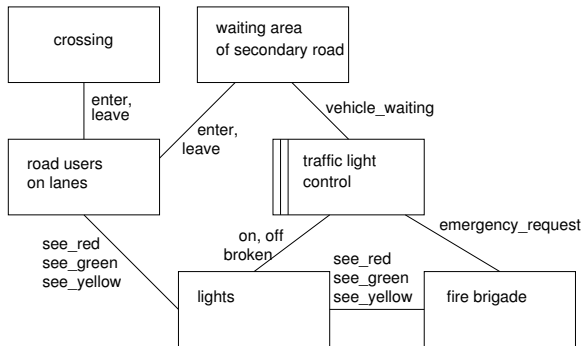 crossing
waiting area
of secondary road
enter,
leave
vehicle_waiting
enter,
leave
road users
on lanes
traffic light
control
emergency_request
on, off
broken
see_red
see_green
see_yellow
see_red
see_green
see_yellow
lights
fire brigade